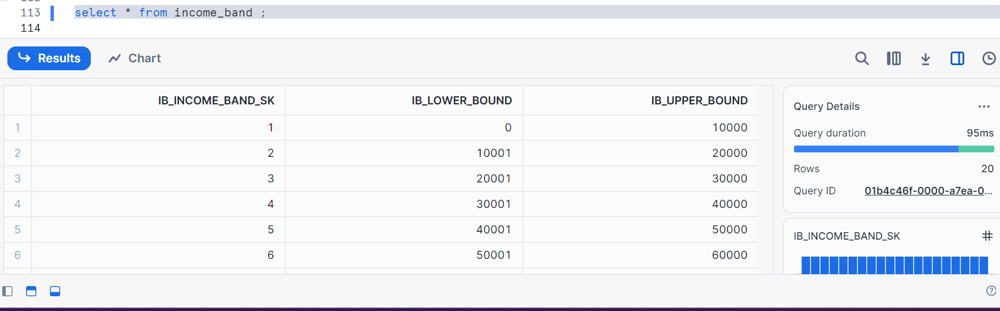 113 select * from income_band ;
114
Results Chart
IB_INCOME_BAND_SK IB_LOWER_BOUND IB_UPPER_BOUND
1 1 0 10000
2 2 10001 20000
3 3 20001 30000
4 4 30001 40000
5 5 40001 50000
6 6 50001 60000
Query Details ...
Query duration 95ms
Rows 20
Query ID 01b4c46f-0000-a7ea-0...
IB_INCOME_BAND_SK #
?